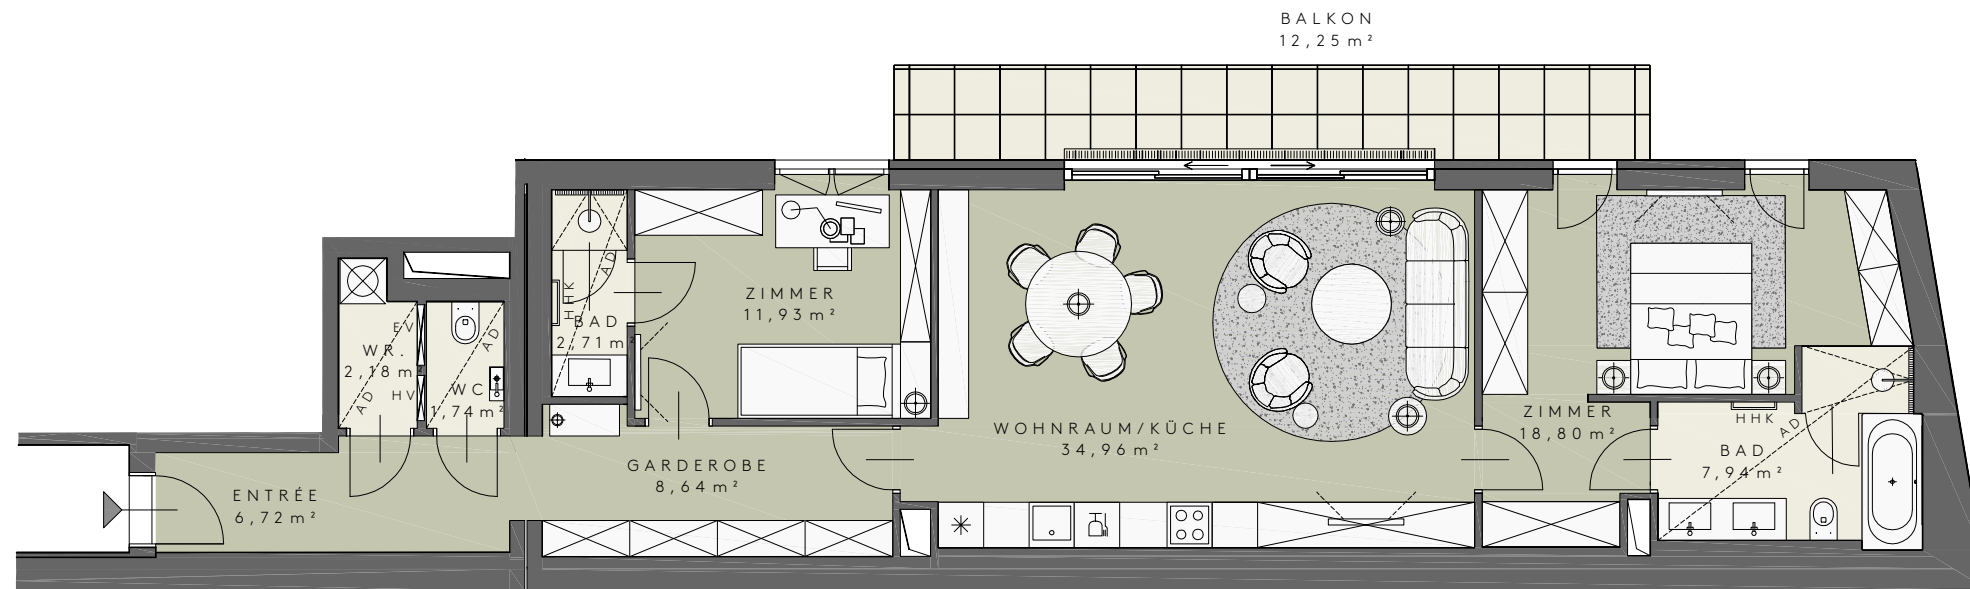 BALKON
12,25 m²
ZIMMER
11,93 m²
HHK
AD
BAD
2,71 m²
EV
WR.
2,18 m²
HV
AD
AD
WC
1,74 m²
ENTRÉE
6,72 m²
GARDEROBE
8,64 m²
WOHNRAUM/KÜCHE
34,96 m²
ZIMMER
18,80 m²
HHK
AD
BAD
7,94 m²